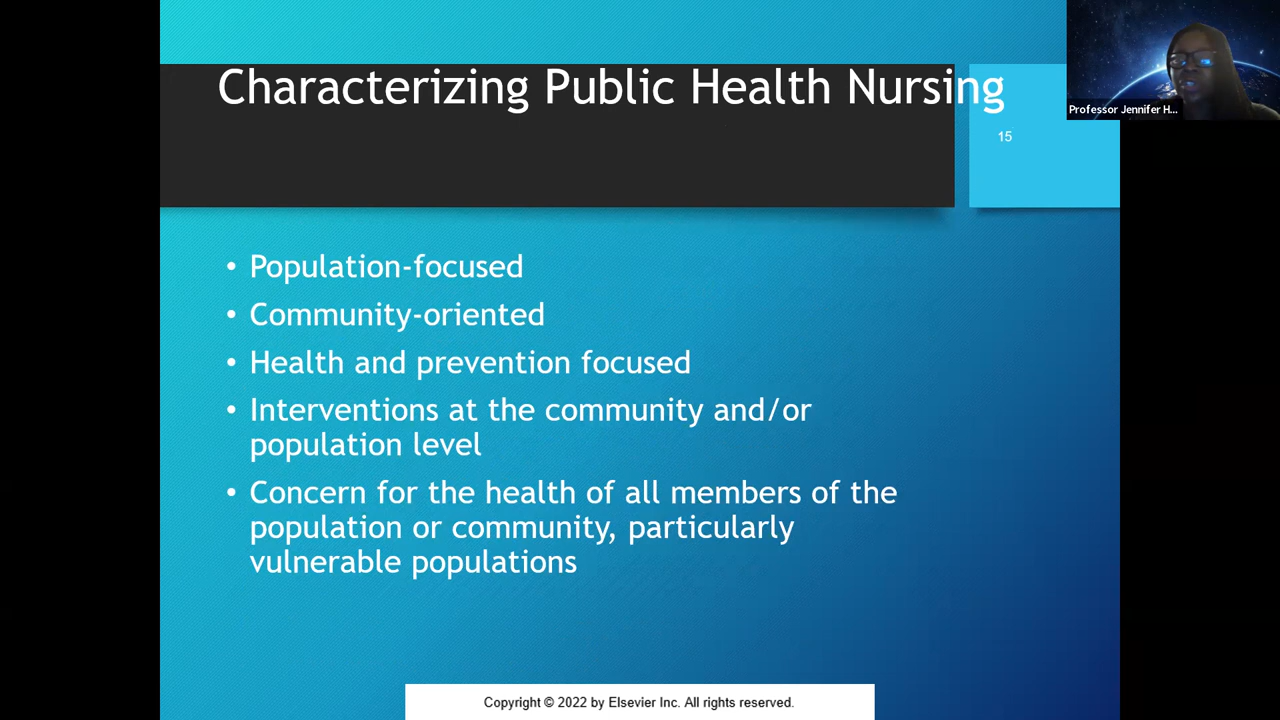 Characterizing Public Health Nursing
Professor Jennifer H...
15
• Population-focused
• Community-oriented
• Health and prevention focused
• Interventions at the community and/or
population level
• Concern for the health of all members of the
population or community, particularly
vulnerable populations
Copyright © 2022 by Elsevier Inc. All rights reserved.